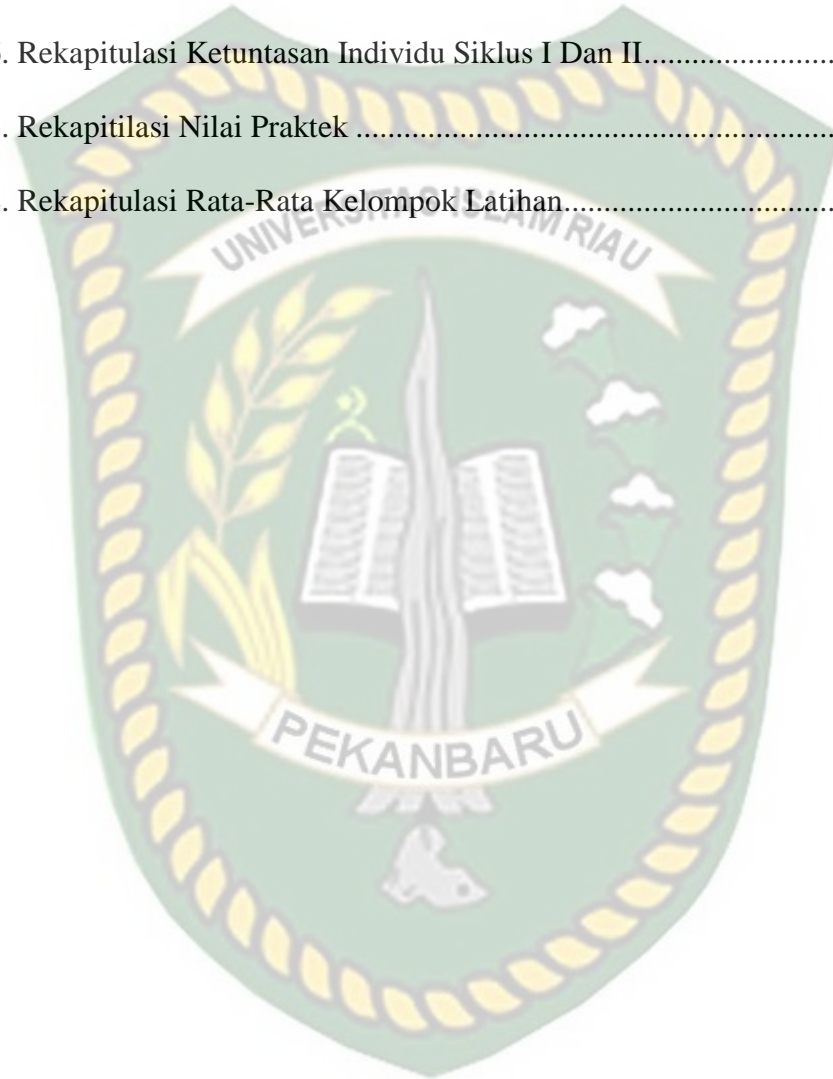 . Rekapitulasi Ketuntasan Individu Siklus I Dan II........................
. Rekapitilasi Nilai Praktek .............................................................
. Rekapitulasi Rata-Rata Kelompok Latihan..................................
UNIVERSITAS ISLAM RIAU
PEKANBARU